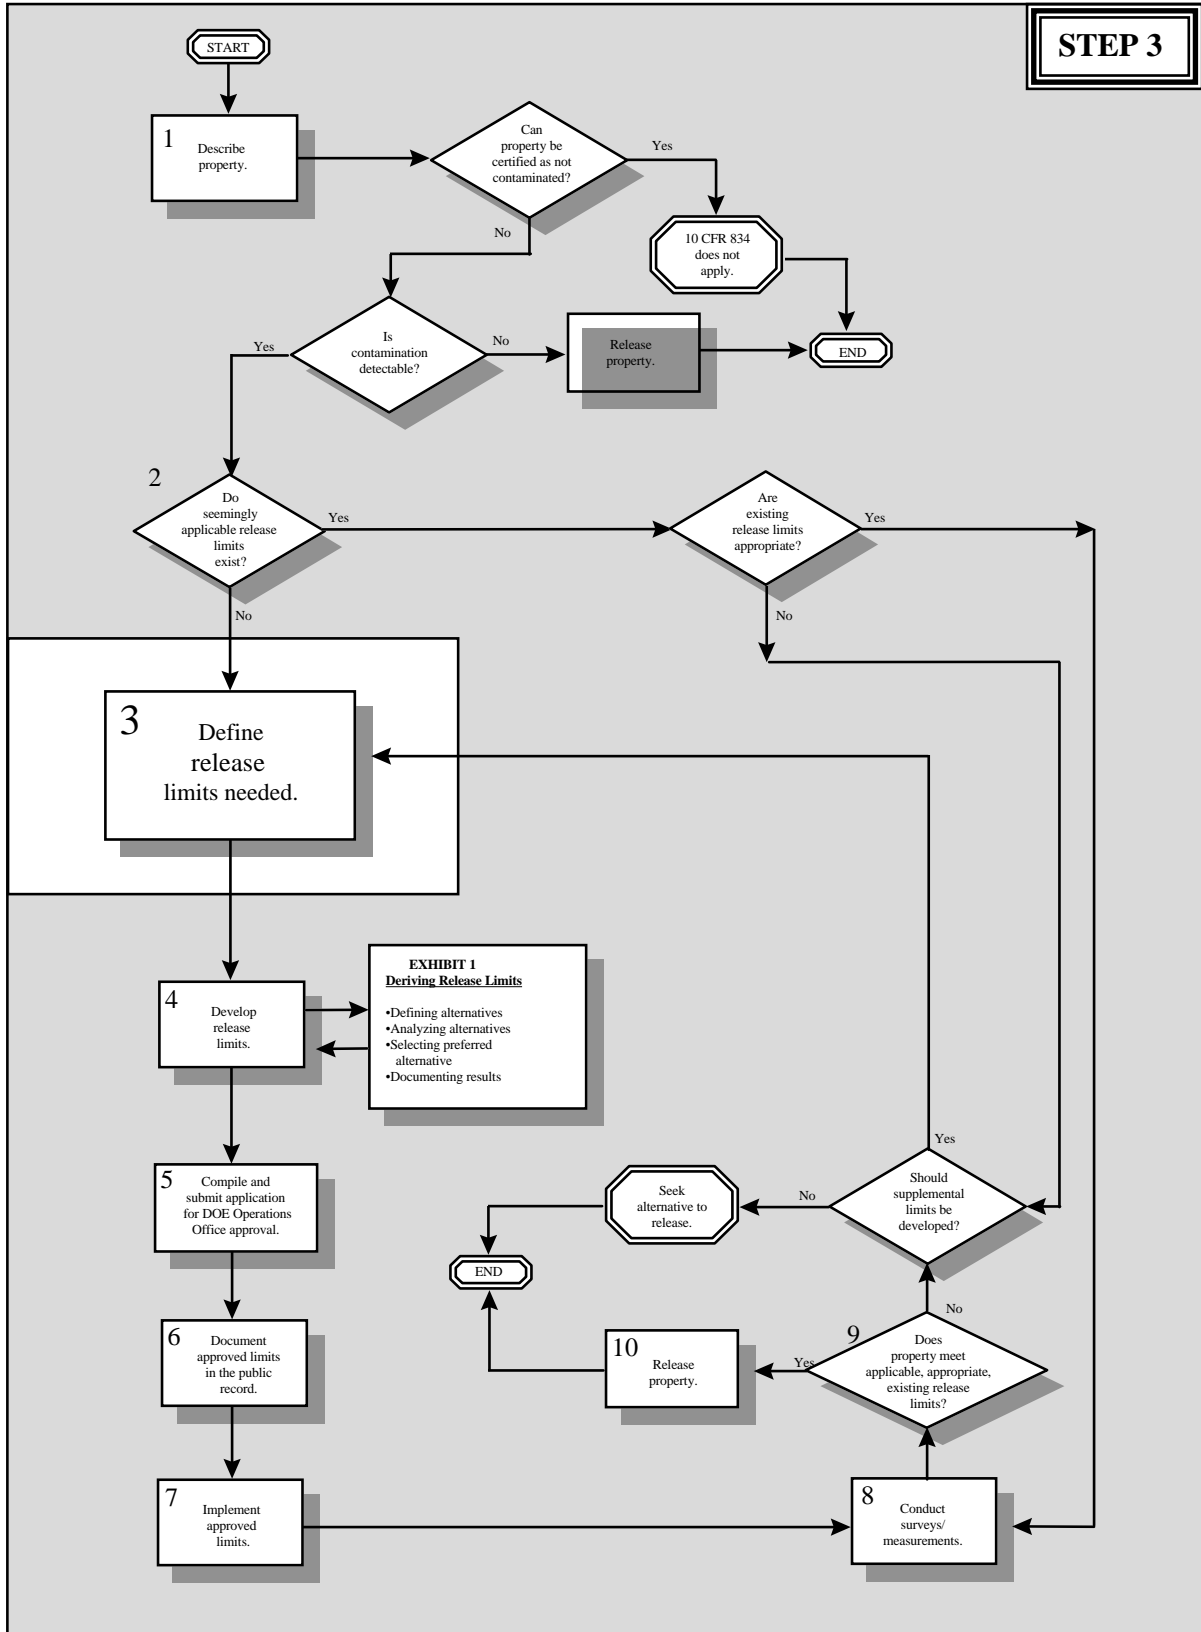 STEP 3
START
1
Describe
property.
Can
property be
certified as not
contaminated?
Yes
No
10 CFR 834
does not
apply.
Is
contamination
detectable?
Yes
No
Release
property.
END
2
Do
seemingly
applicable release
limits
exist?
Yes
No
Are
existing
release limits
appropriate?
Yes
No
3
Define
release
limits needed.
4
Develop
release
limits.
EXHIBIT 1
Deriving Release Limits
•Defining alternatives
•Analyzing alternatives
•Selecting preferred
alternative
•Documenting results
5
Compile and
submit application
for DOE Operations
Office approval.
Yes
Should
supplemental
limits be
developed?
No
Seek
alternative to
release.
END
6
Document
approved limits
in the public
record.
No
9
Does
property meet
applicable, appropriate,
existing release
limits?
Yes
10
Release
property.
7
Implement
approved
limits.
8
Conduct
surveys/
measurements.